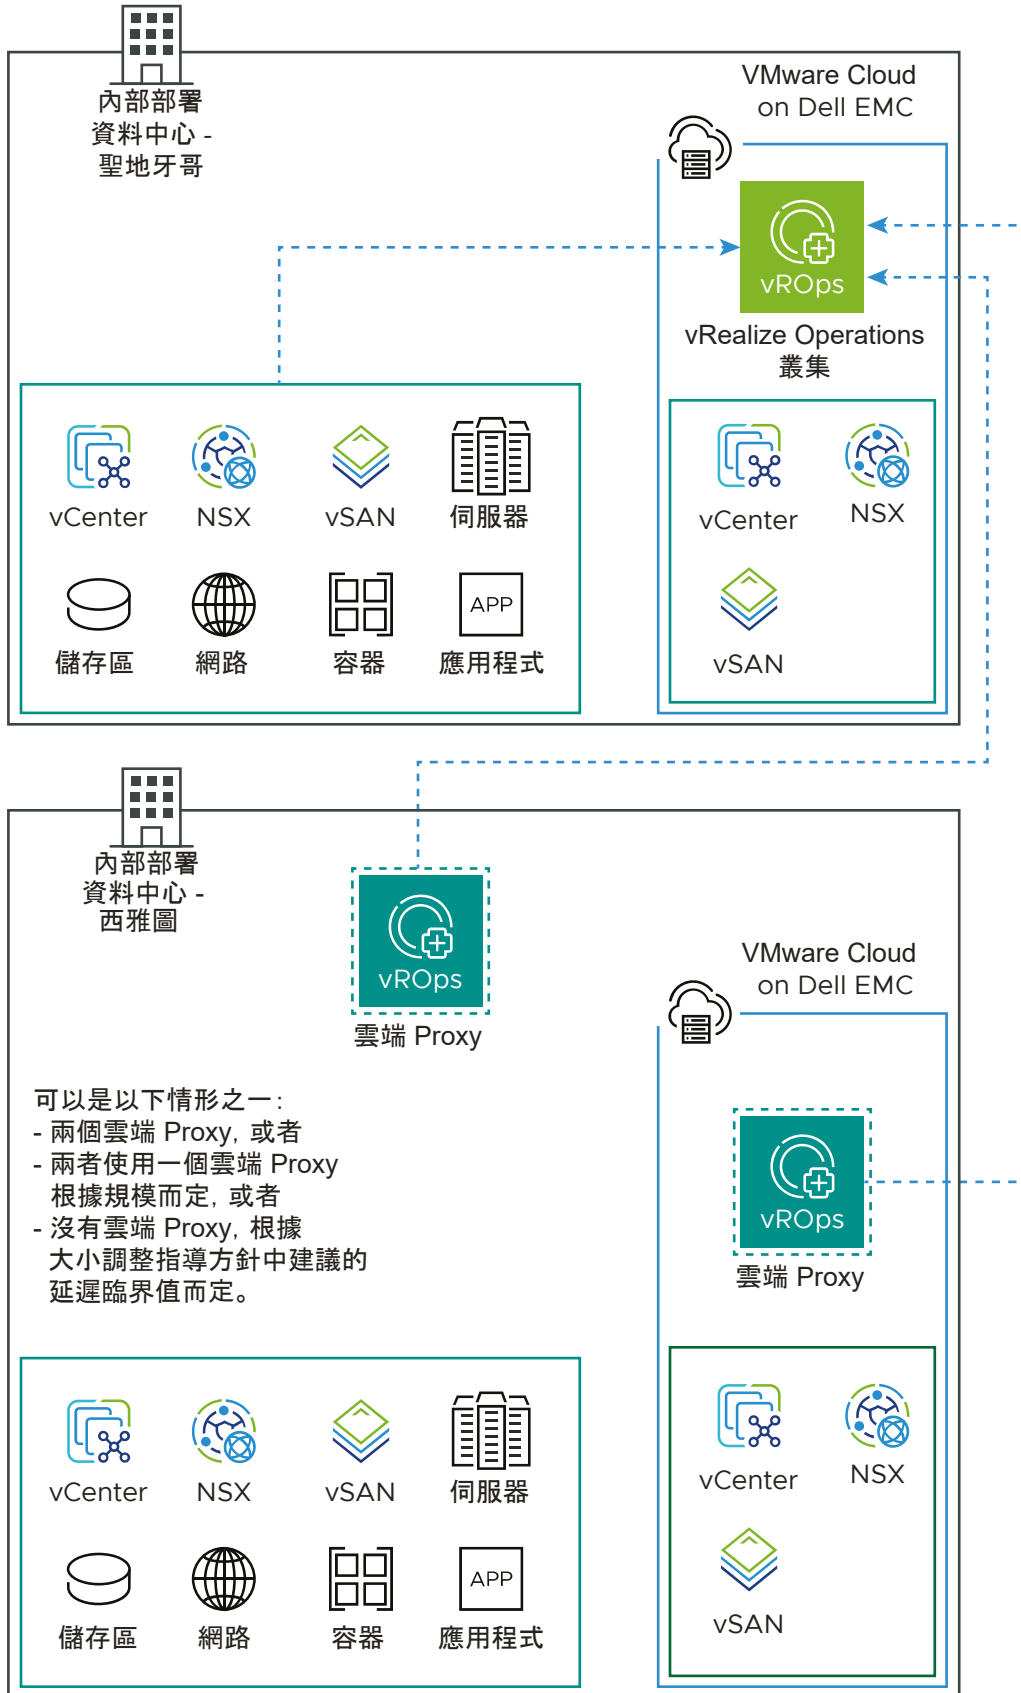 內部部署
資料中心 -
聖地牙哥
VMware Cloud
on Dell EMC
vROps
vRealize Operations
叢集
vCenter
NSX
vSAN
伺服器
儲存區
網路
容器
APP
應用程式
vCenter
NSX
vSAN
內部部署
資料中心 -
西雅圖
vROps
雲端 Proxy
VMware Cloud
on Dell EMC
可以是以下情形之一：
- 兩個雲端 Proxy, 或者
- 兩者使用一個雲端 Proxy
根據規模而定, 或者
- 沒有雲端 Proxy, 根據
大小調整指導方針中建議的
延遲臨界值而定。
vROps
雲端 Proxy
vCenter
NSX
vSAN
伺服器
儲存區
網路
容器
APP
應用程式
vCenter
NSX
vSAN